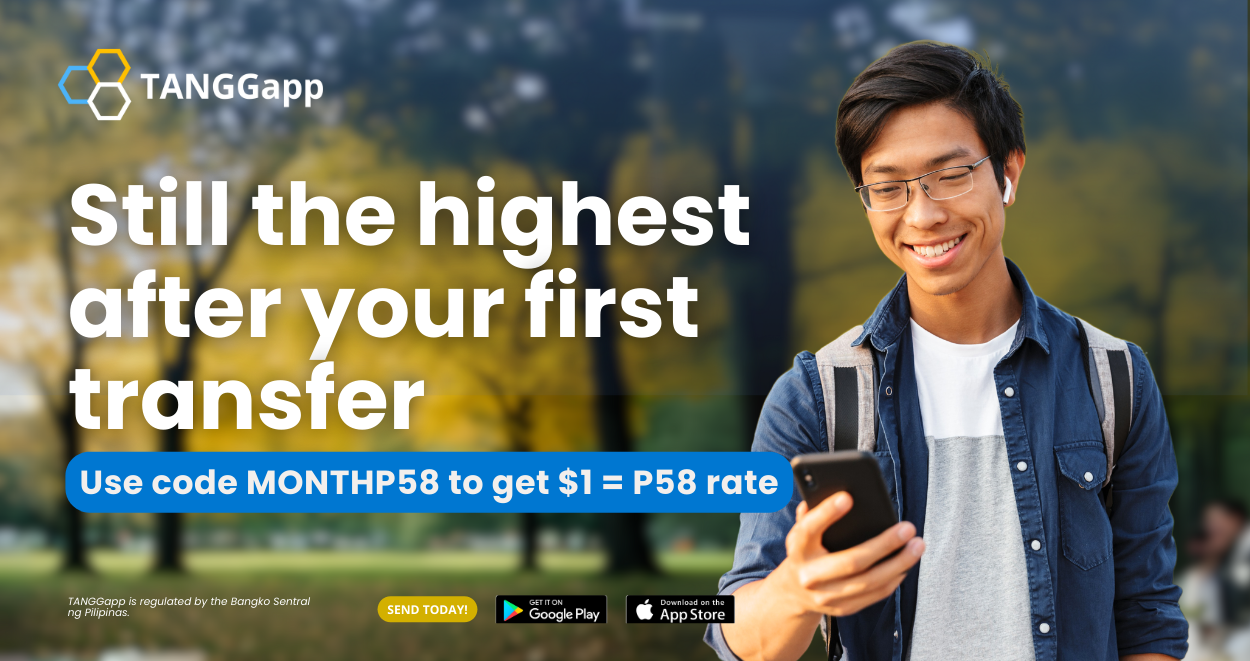 TANGGapp
Still the highest
after your first
transfer
Use code MONTHP58 to get $1 = P58 rate
TANGGapp is regulated by the Bangko Sentral
ng Pilipinas.
SEND TODAY!
GET IT ON
Google Play
Download on the
App Store